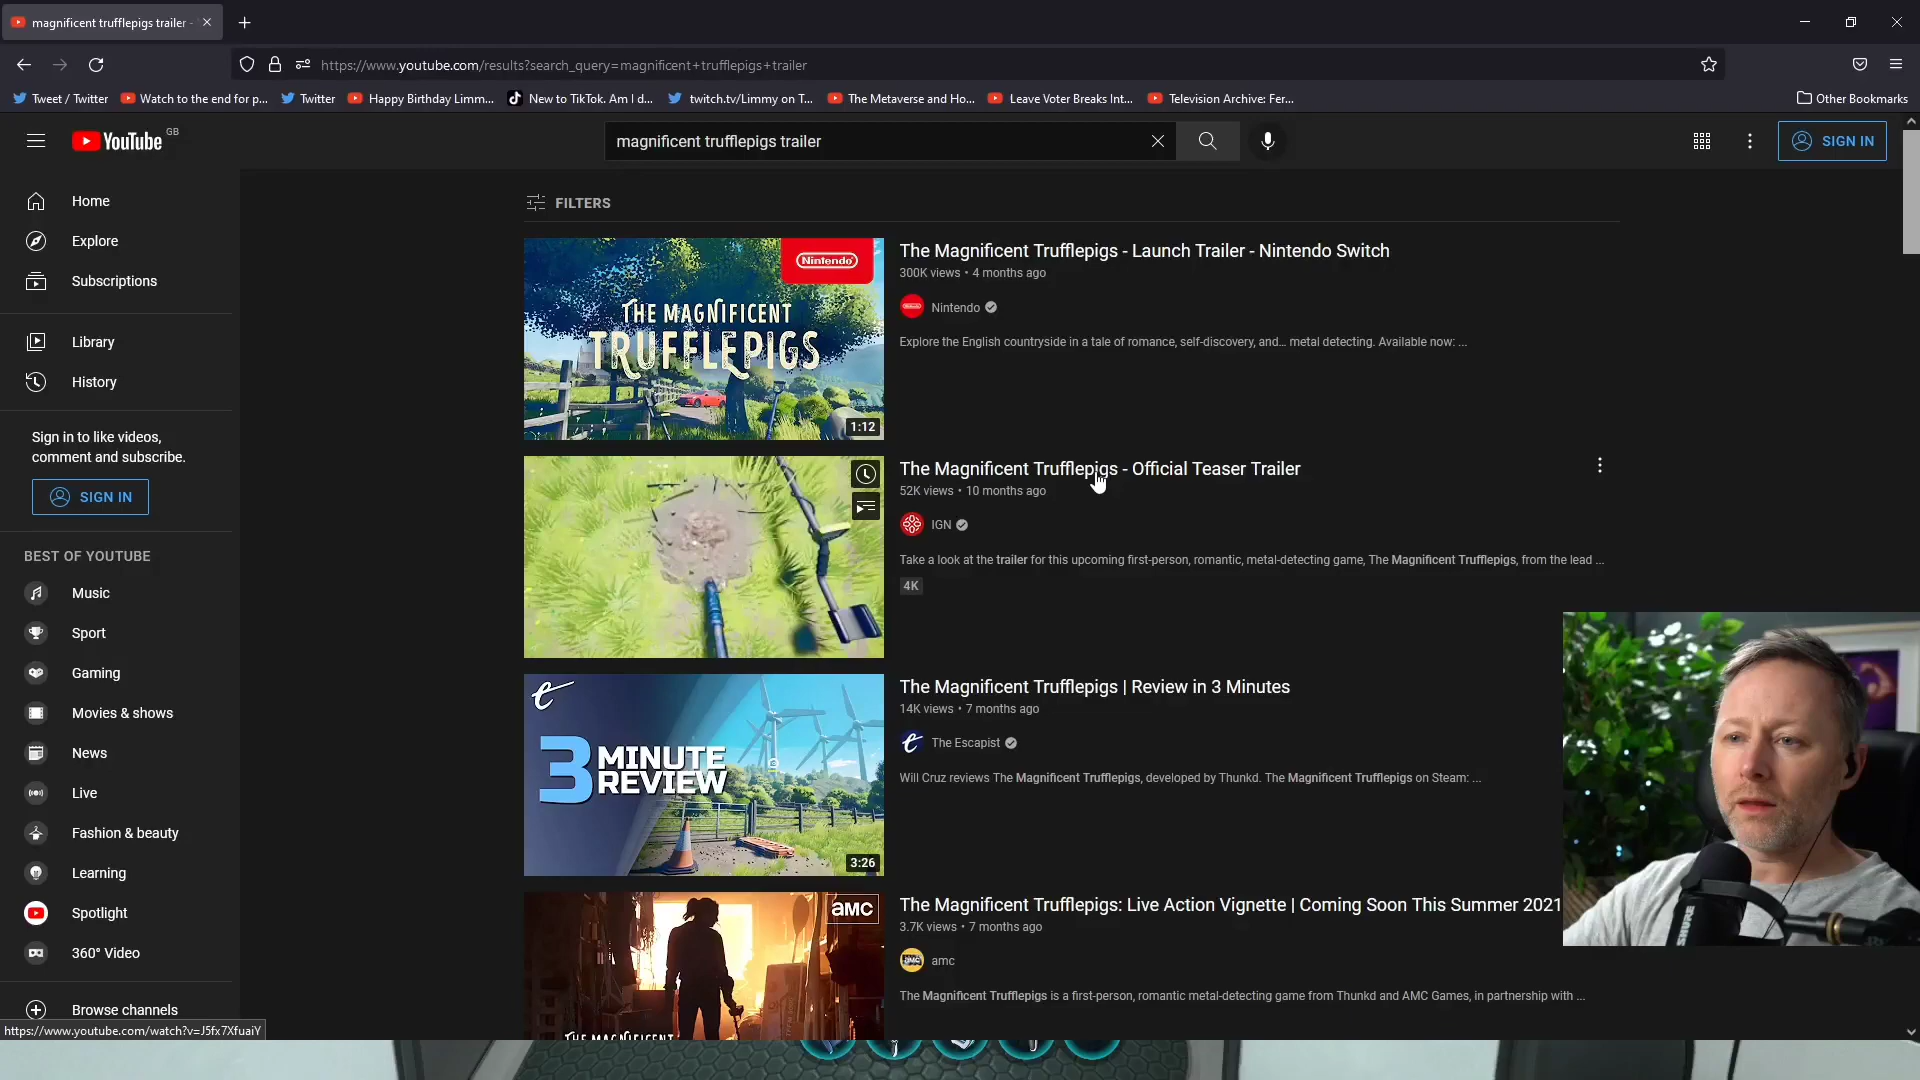 magnificent trufflepigs trailer -
https://www.youtube.com/results?search_query=magnificent+trufflepigs+trailer
Tweet / Twitter
Watch to the end for p...
Twitter
Happy Birthday Limm...
New to TikTok. Am I d...
twitch.tv/Limmy on T...
The Metaverse and Ho...
Leave Voter Breaks Int...
Television Archive: Fer...
Other Bookmarks
YouTube GB
magnificent trufflepigs trailer
SIGN IN
Home
Explore
Subscriptions
Library
History
Sign in to like videos,
comment and subscribe.
SIGN IN
BEST OF YOUTUBE
Music
Sport
Gaming
Movies & shows
News
Live
Fashion & beauty
Learning
Spotlight
360° Video
Browse channels
https://www.youtube.com/watch?v=J5fx7XfuaiY
FILTERS
Nintendo
THE MAGNIFICENT
TRUFFLEPIGS
1:12
The Magnificent Trufflepigs - Launch Trailer - Nintendo Switch
300K views • 4 months ago
Nintendo
Explore the English countryside in a tale of romance, self-discovery, and... metal detecting. Available now: ...
The Magnificent Trufflepigs - Official Teaser Trailer
52K views • 10 months ago
IGN
Take a look at the trailer for this upcoming first-person, romantic, metal-detecting game, The Magnificent Trufflepigs, from the lead ...
4K
3 MINUTE
REVIEW
3:26
The Magnificent Trufflepigs | Review in 3 Minutes
14K views • 7 months ago
The Escapist
Will Cruz reviews The Magnificent Trufflepigs, developed by Thunkd. The Magnificent Trufflepigs on Steam: ...
aMC
THE MAGNIFICENT
The Magnificent Trufflepigs: Live Action Vignette | Coming Soon This Summer 2021
3.7K views • 7 months ago
amc
The Magnificent Trufflepigs is a first-person, romantic metal-detecting game from Thunkd and AMC Games, in partnership with ...
SHURE